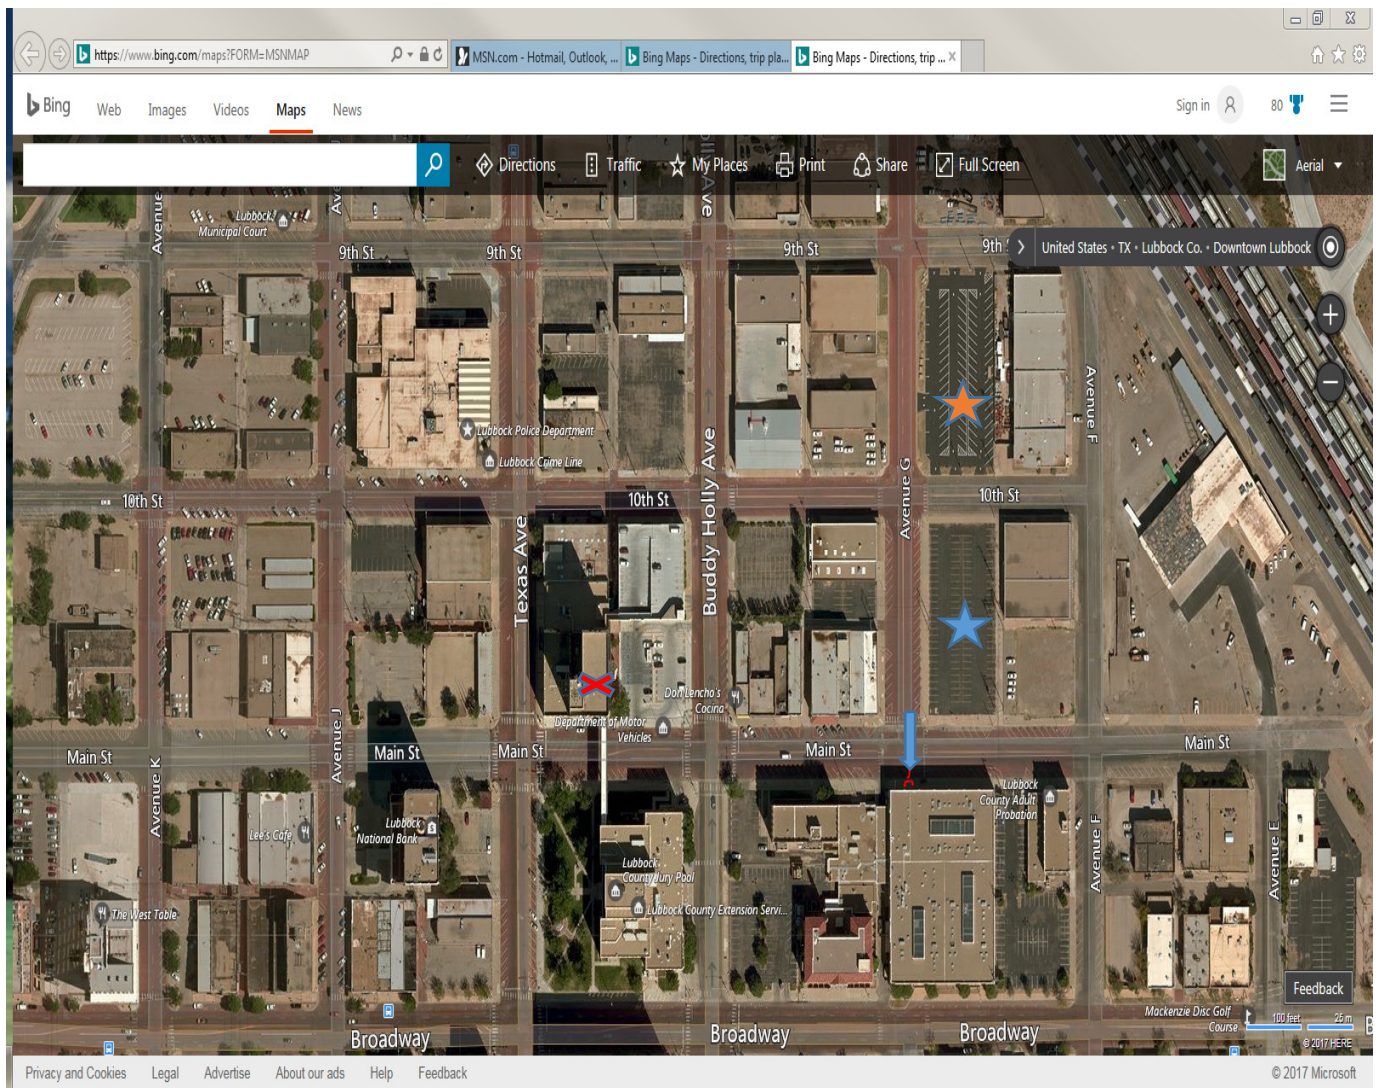 https://www.bing.com/maps?FORM=MSNMAP
MSN.com - Hotmail, Outlook, ...
Bing Maps - Directions, trip pla...
Bing Maps - Directions, trip ...
Bing
Web
Images
Videos
Maps
News
Sign in
80
Directions
Traffic
My Places
Print
Share
Full Screen
Aerial
Avenue
Av
Ave
Lubbock
Municipal Court
9th St
9th St
9th St
9th
United States • TX • Lubbock Co. • Downtown Lubbock
Lubbock Police Department
Lubbock Crime Line
Avenue F
Buddy Holly Ave
Avenue G
10th St
10th St
10th St
Texas Ave
Don Lencho's
Cocina
Department of Motor
Vehicles
Main St
Avenue K
Avenue J
Main St
Main St
Main St
Main St
Lubbock
County Adult
Probation
Lubbock
National Bank
Lee's Cafe
Avenue F
Avenue E
Lubbock
County Jury Pool
Lubbock County Extension Servi...
The West Table
Feedback
Mackenzie Disc Golf
Course
100 feet
25 m
Broadway
Broadway
Broadway
B
© 2017 HERE
Privacy and Cookies
Legal
Advertise
About our ads
Help
Feedback
© 2017 Microsoft